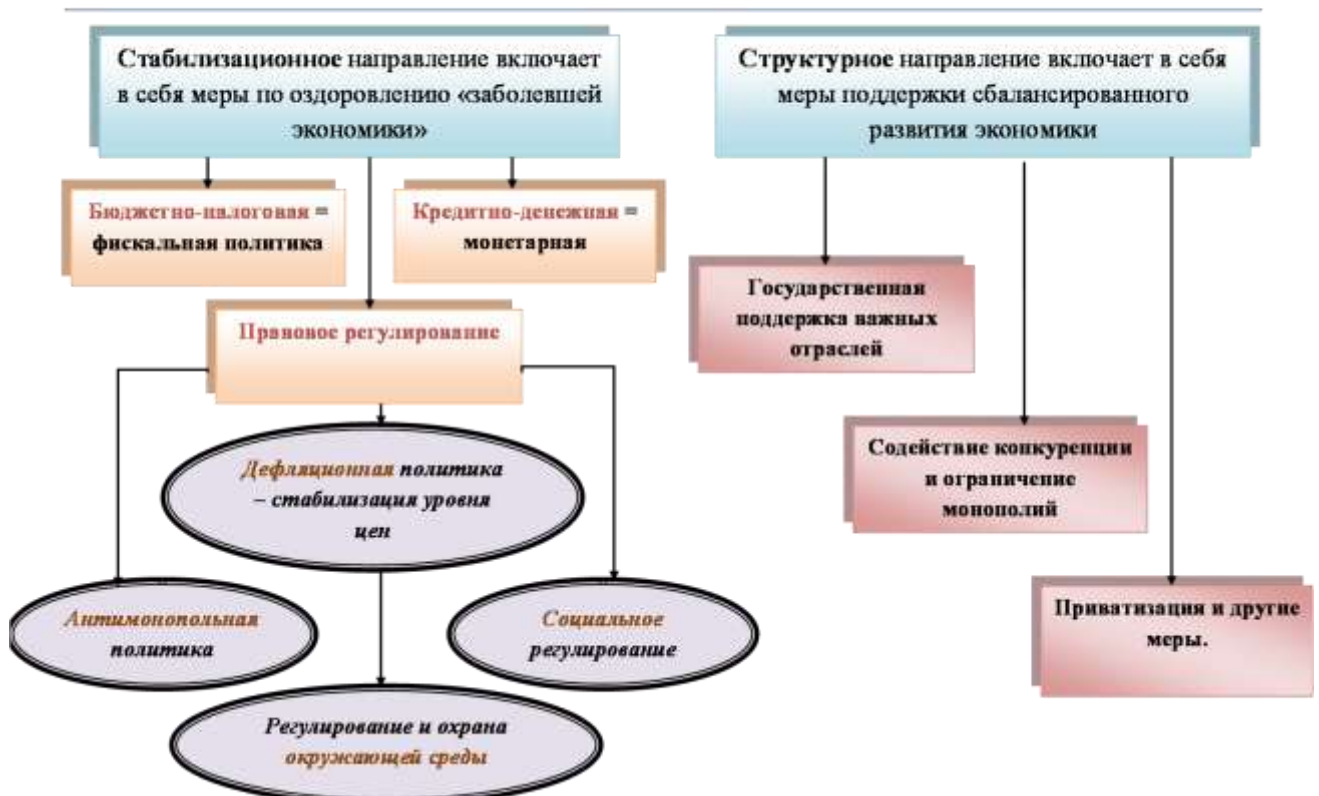 Стабилизационное направление включает
в себя меры по оздоровлению «заболевшей
экономики»
Структурное направление включает в себя
меры поддержки сбалансированного
развития экономики
Бюджетно-налоговая =
фискальная политика
Кредитно-денежная =
монетарная
Правовое регулирование
Государственная
поддержка важных
отраслей
Дефляционная политика
– стабилизация уровня
цен
Содействие конкуренции
и ограничение
монополий
Антимонопольная
политика
Социальное
регулирование
Приватизация и другие
меры.
Регулирование и охрана
окружающей среды